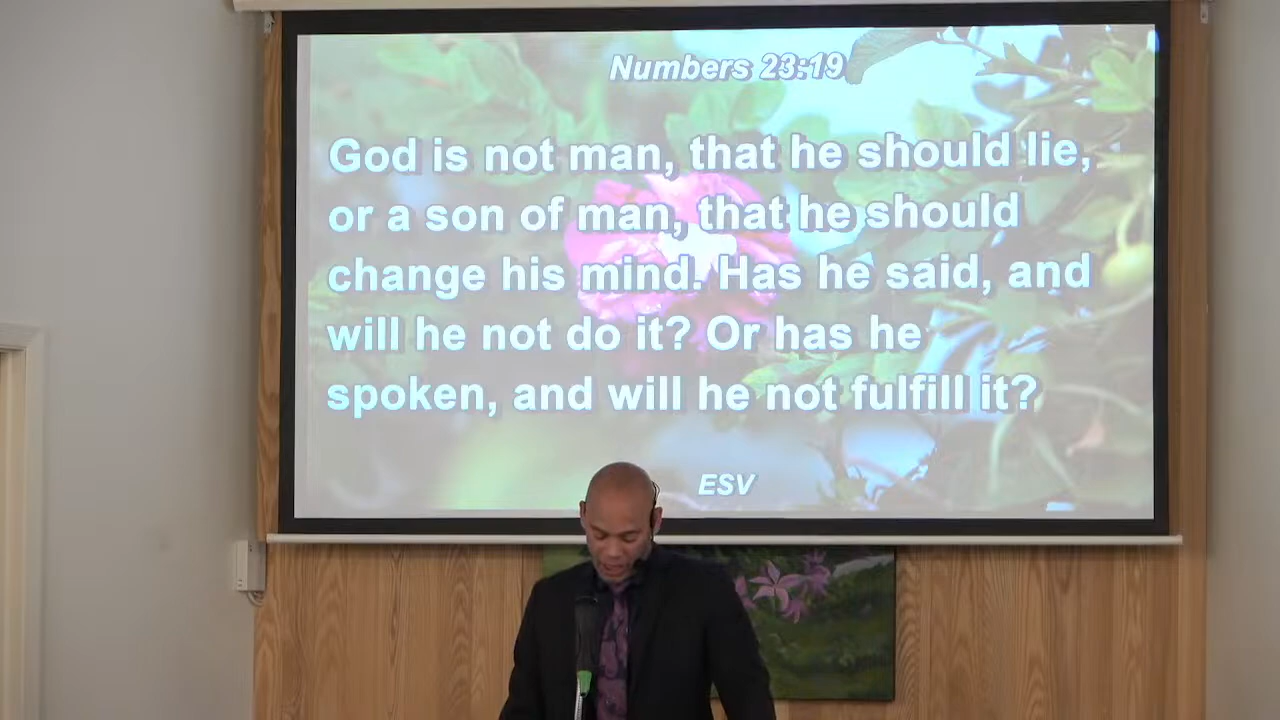 Numbers 23:19
God is not man, that he should lie,
or a son of man, that he should
change his mind. Has he said, and
will he not do it? Or has he
spoken, and will he not fulfill it?
ESV